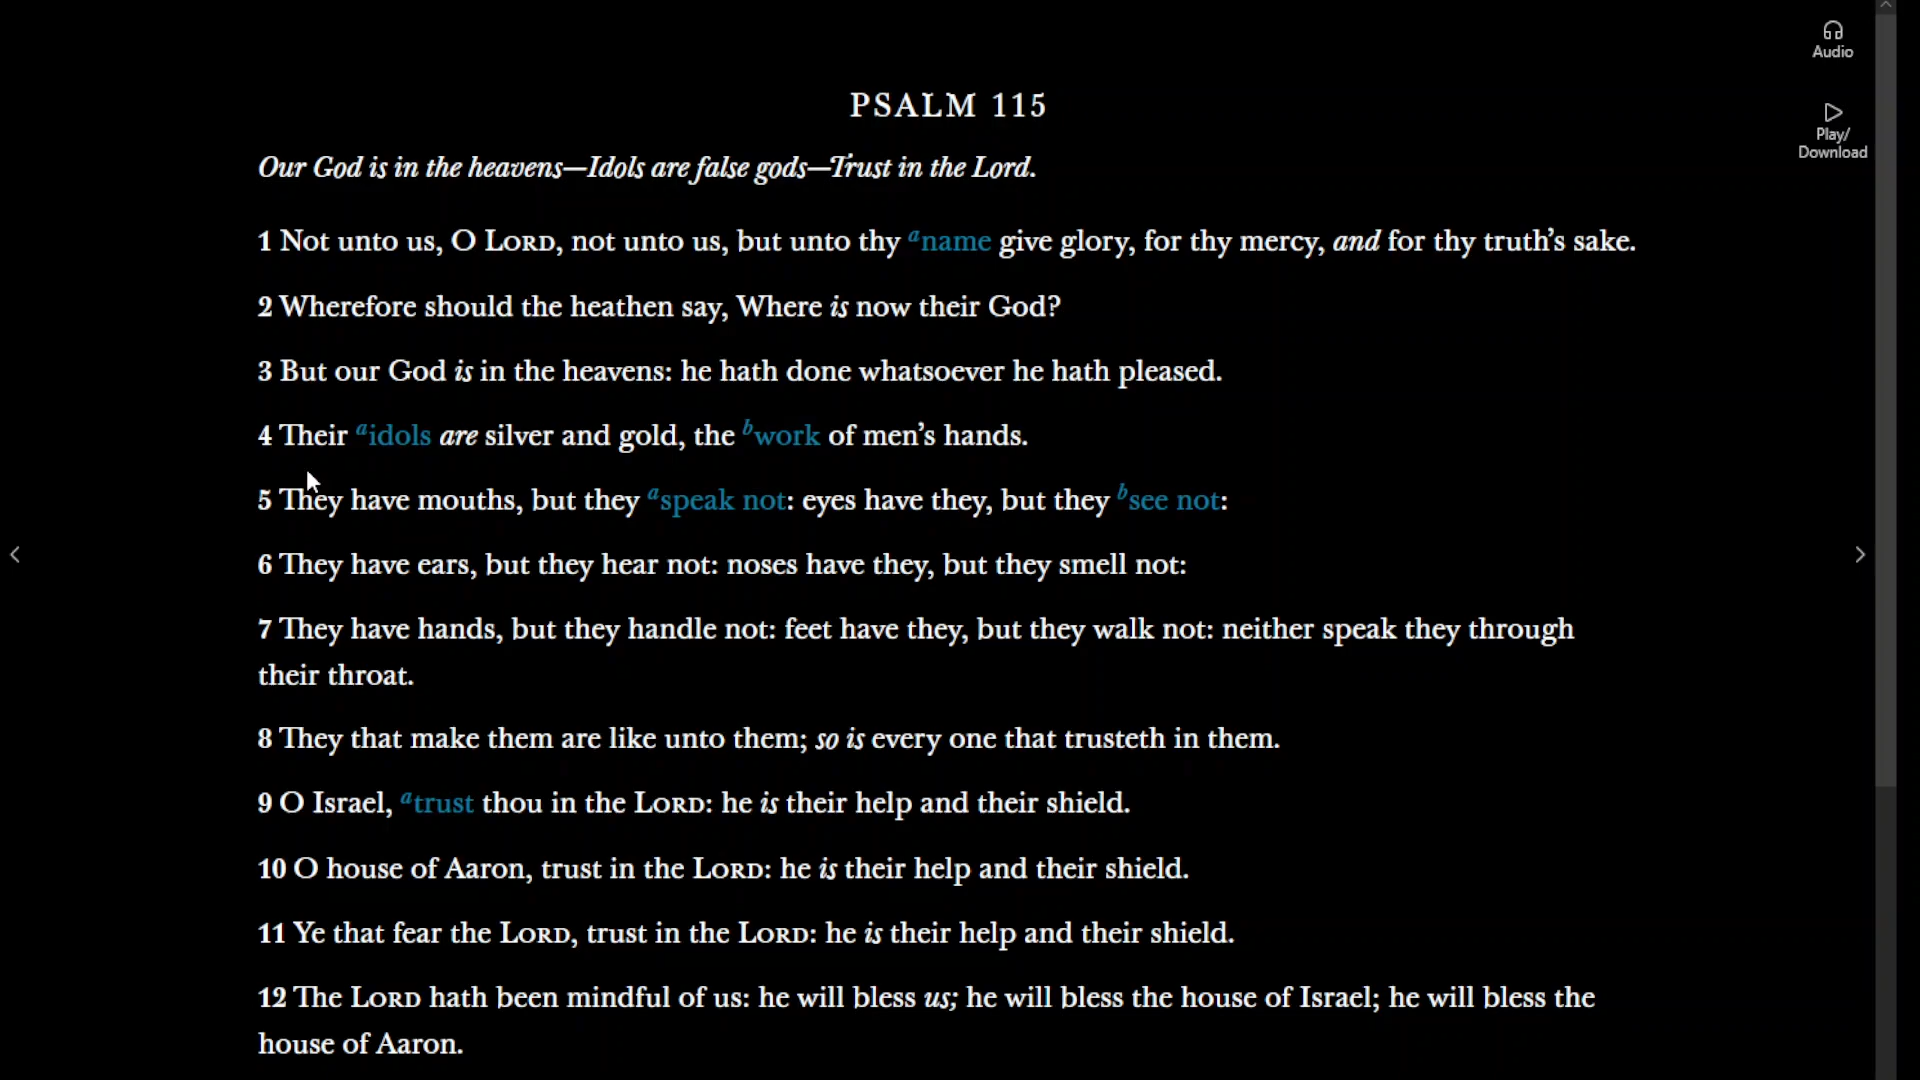 Audio
Play/
Download
PSALM 115
Our God is in the heavens—Idols are false gods—Trust in the Lord.
1 Not unto us, O LORD, not unto us, but unto thy aname give glory, for thy mercy, and for thy truth’s sake.
2 Wherefore should the heathen say, Where is now their God?
3 But our God is in the heavens: he hath done whatsoever he hath pleased.
4 Their aidols are silver and gold, the bwork of men’s hands.
5 They have mouths, but they aspeak not: eyes have they, but they bsee not:
6 They have ears, but they hear not: noses have they, but they smell not:
7 They have hands, but they handle not: feet have they, but they walk not: neither speak they through
their throat.
8 They that make them are like unto them; so is every one that trusteth in them.
9 O Israel, atrust thou in the LORD: he is their help and their shield.
10 O house of Aaron, trust in the LORD: he is their help and their shield.
11 Ye that fear the LORD, trust in the LORD: he is their help and their shield.
12 The LORD hath been mindful of us: he will bless us; he will bless the house of Israel; he will bless the
house of Aaron.